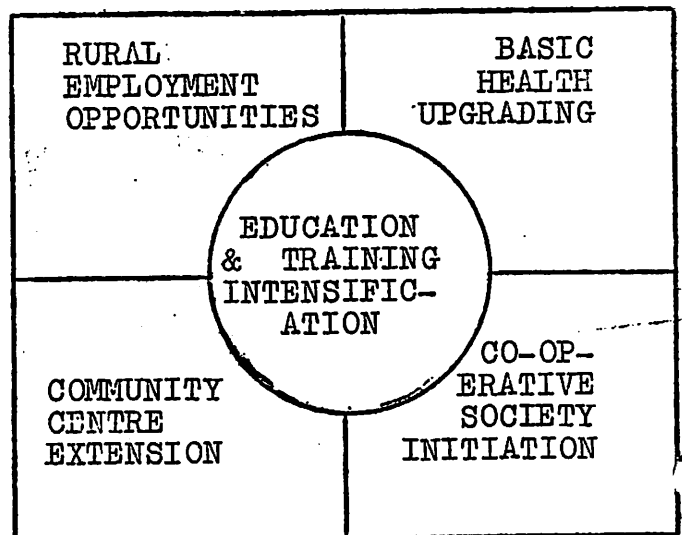 RURAL
EMPLOYMENT
OPPORTUNITIES
BASIC
HEALTH
UPGRADING
EDUCATION
& TRAINING
INTENSIFIC-
ATION
COMMUNITY
CENTRE
EXTENSION
CO-OP-
ERATIVE
SOCIETY
INITIATION